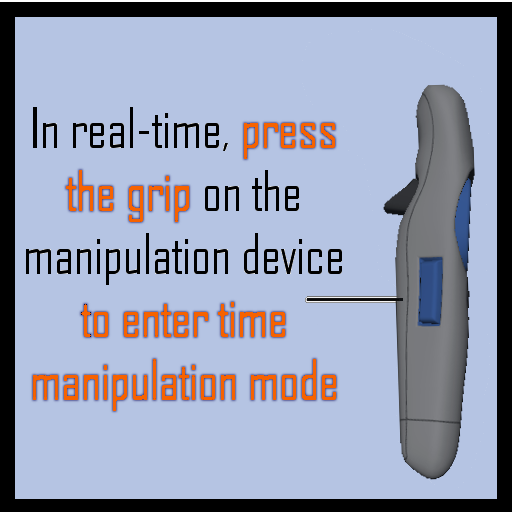 In real-time, press
the grip on the
manipulation device
to enter time
manipulation mode